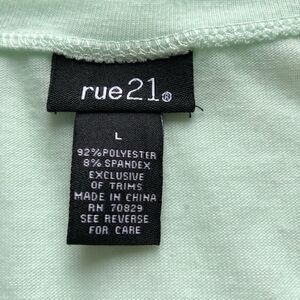 rue21®
L
92%POLYESTER
8% SPANDEX
EXCLUSIVE
OF TRIMS
MADE IN CHINA
RN 70829
SEE REVERSE
FOR CARE